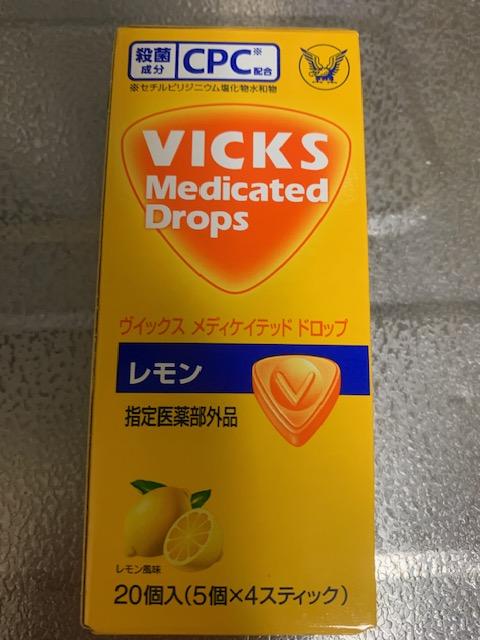 殺菌成分 CPC※配合
※セチルピリジニウム塩化物水和物
VICKS
Medicated
Drops
ヴイックス メディケイテッド ドロップ
レモン
指定医薬部外品
レモン風味
20個入(5個×4スティック)